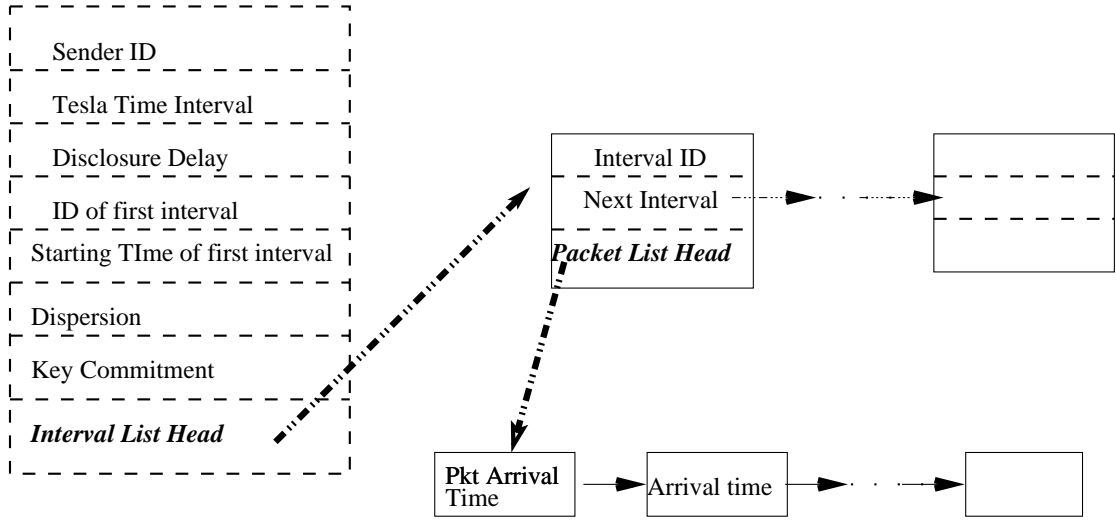 Sender ID
Tesla Time Interval
Disclosure Delay
ID of first interval
Starting TIme of first interval
Dispersion
Key Commitment
Interval List Head
Interval ID
Next Interval
Packet List Head
Pkt Arrival
Time
Arrival time